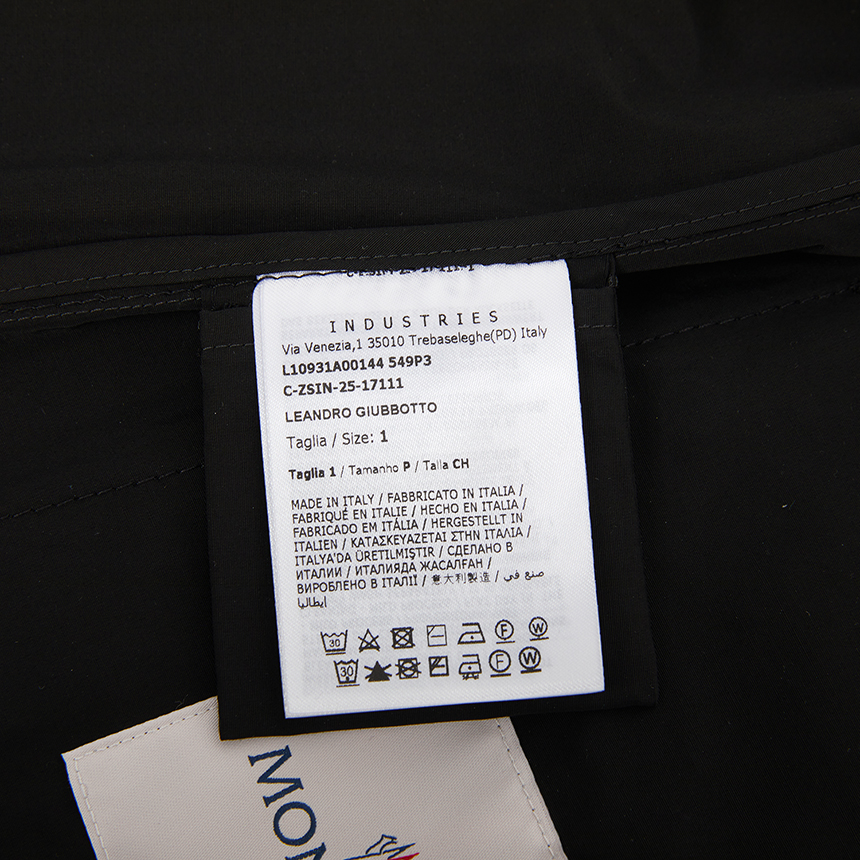 INDUSTRIES
Via Venezia,1 35010 Trebaseleghe(PD) Italy
L10931A00144 549P3
C-ZSIN-25-17111
LEANDRO GIUBBOTTO
Taglia / Size: 1
Taglia 1 / Tamanho P / Talla CH
MADE IN ITALY / FABBRICATO IN ITALIA /
FABRIQUÉ EN ITALIE / HECHO EN ITALIA /
FABRICADO EM ITÁLIA / HERGESTELLT IN
ITALIEN / ΚΑΤΑΣΚΕΥΑΖΕΤΑΙ ΣΤΗΝ ΙΤΑΛΙΑ /
ITALYA'DA ÜRETILMIŞTIR / СДЕЛАНО В
ИТАЛИИ / ИТАЛИЯДА ЖАСАЛҒАН /
ВИРОБЛЕНО В ІТАЛІЇ / 意大利製造 / صنع في
إيطاليا
30 F W
30 F W
MON